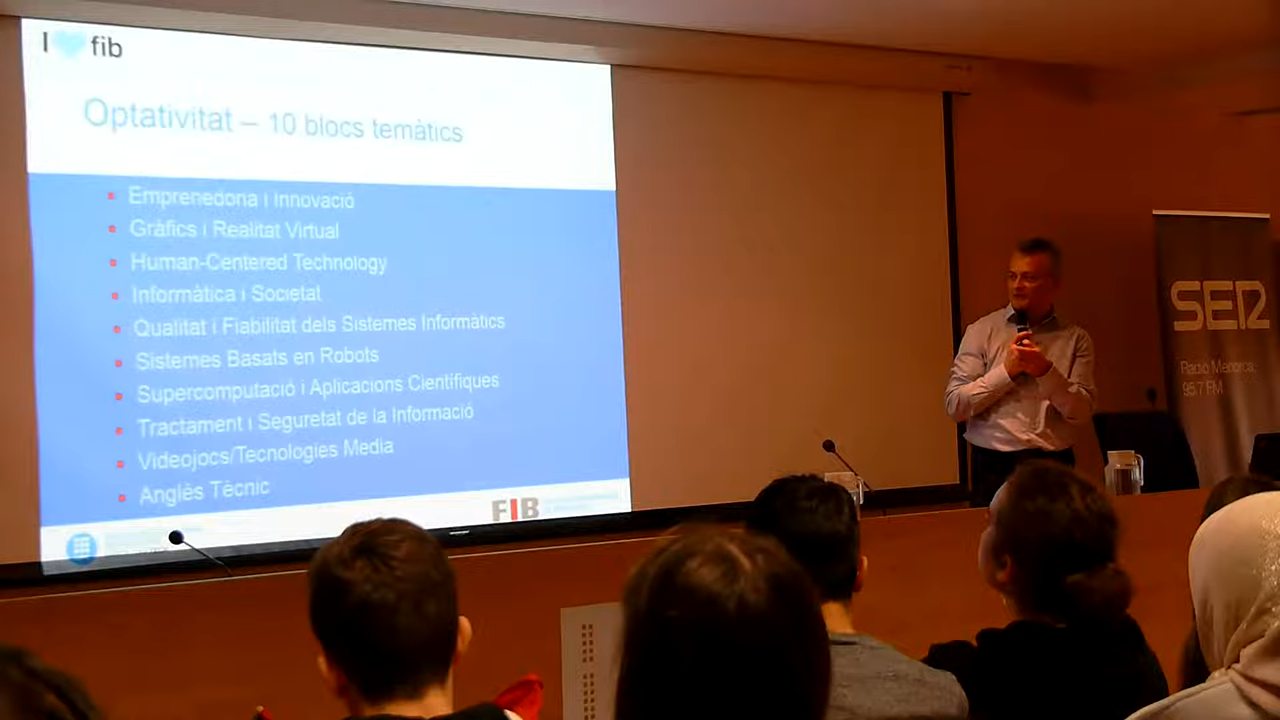 I fib
Optativitat – 10 blocs temàtics
Emprenedoria i Innovació
Gràfics i Realitat Virtual
Human-Centered Technology
Informàtica i Societat
Qualitat i Fiabilitat dels Sistemes Informàtics
Sistemes Basats en Robots
Supercomputació i Aplicacions Científiques
Tractament i Seguretat de la Informació
Videojocs/Tecnologies Media
Anglès Tècnic
FIB
SER
Radio Menorca
95.7 FM